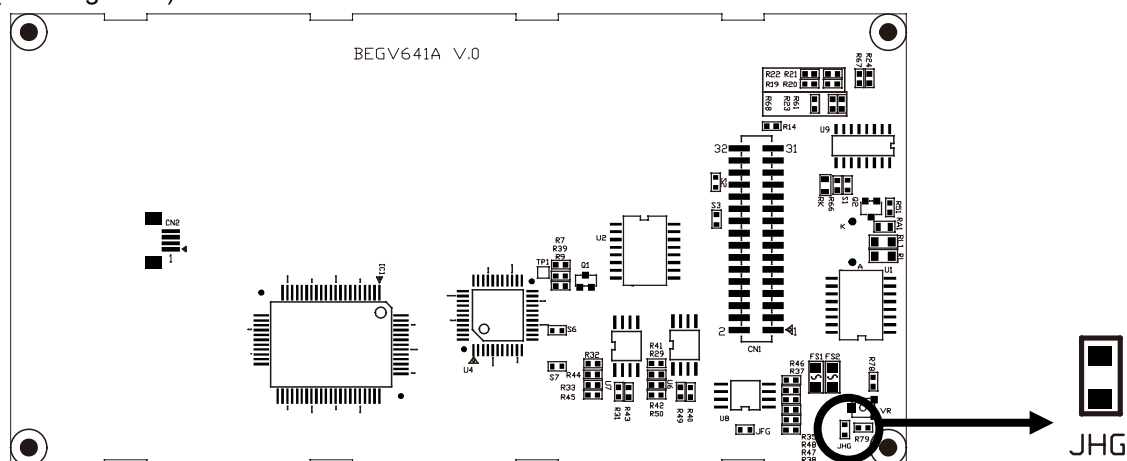 BEGV641A V.0
R67 R24
R22 R21
R19 R20
R68 R23 R61
R14
U9
32 31
S2
RK R66 S1 Q2 R51
S3
RA1
K
CN2
RL1
RL
U2
R7
R39
R9
1
TP1 Q1
A U1
IC1
S6
2 1
CN1
R41
R29
R32
R46
R37
FS1 FS2
R78
U4
S7
R44
R33
R45
U7
U6
R42
R50
R31 R43
R49 R40
U8
VR
JFG
R35
R48
R47
R38
JHG
R79
JHG